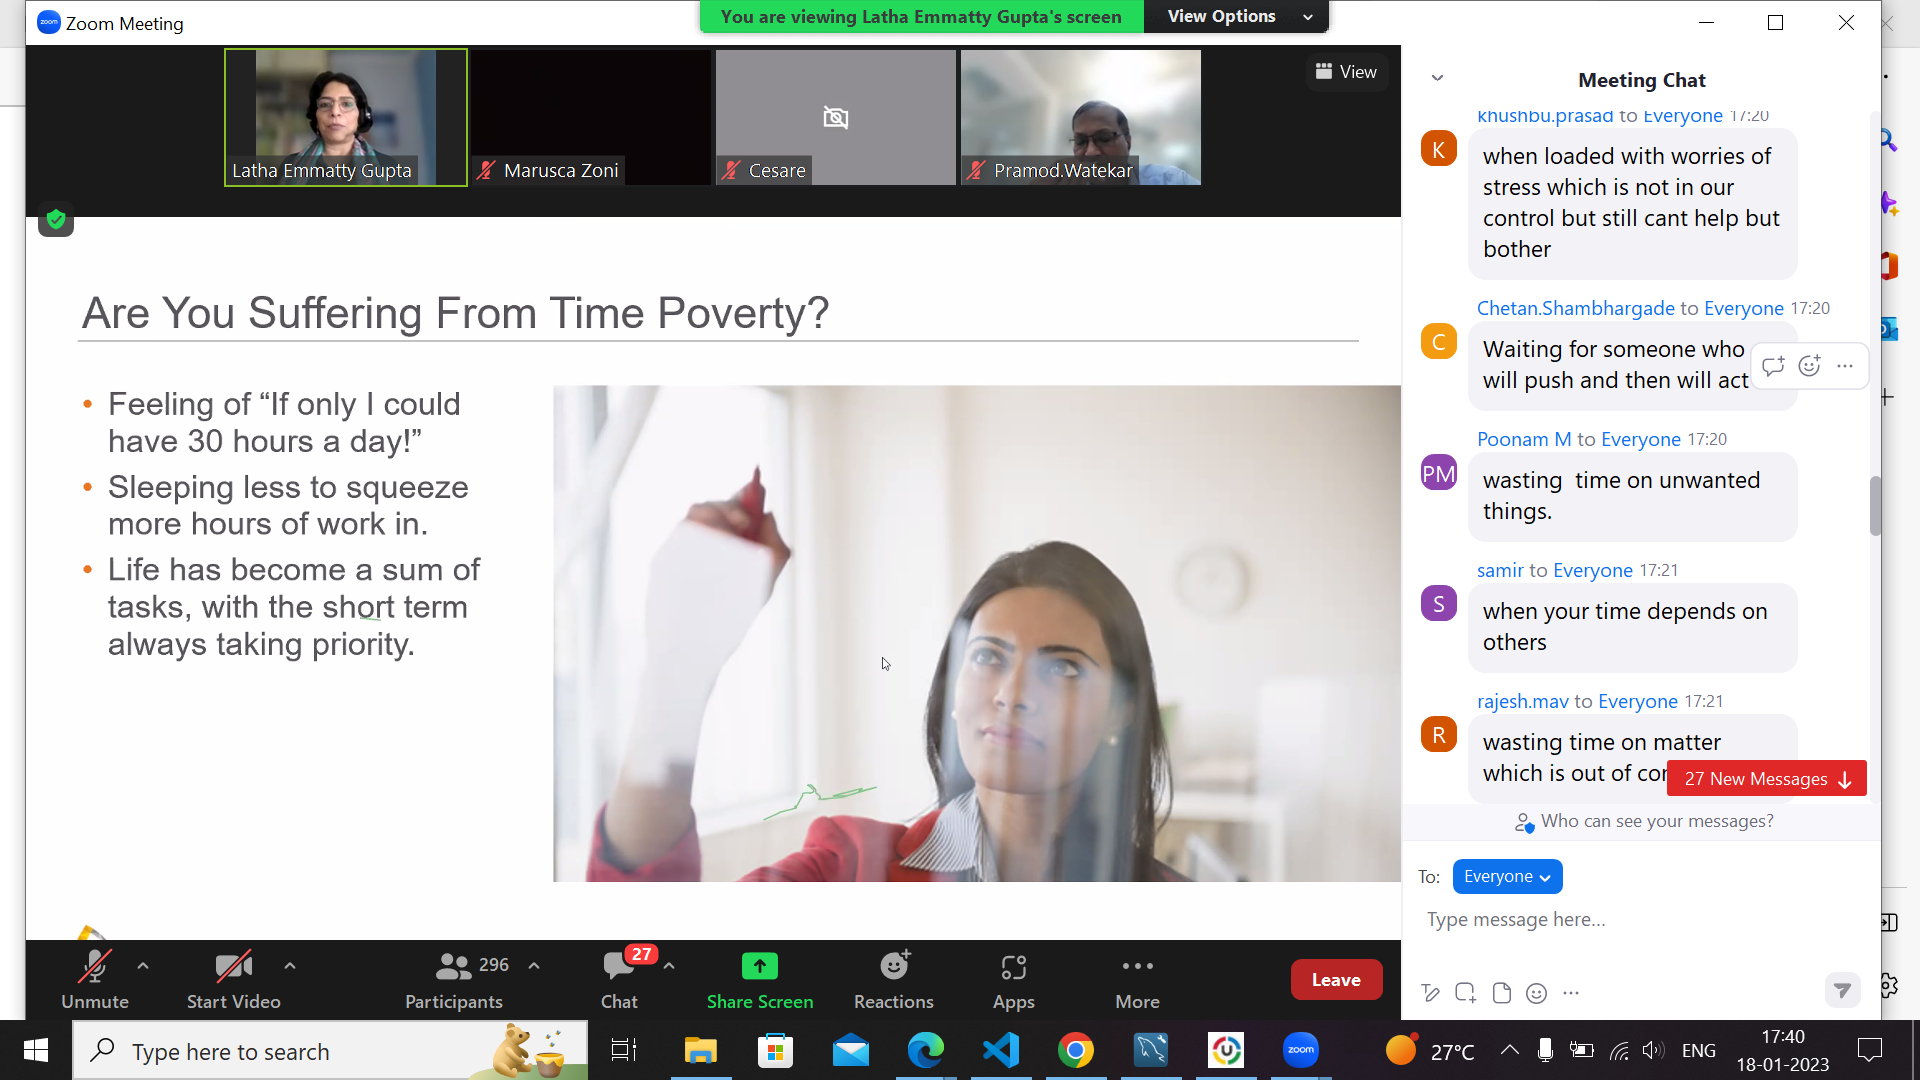 Zoom Meeting
You are viewing Latha Emmatty Gupta's screen
View Options
View
Latha Emmatty Gupta
Marusca Zoni
Cesare
Pramod.Watekar
Are You Suffering From Time Poverty?
• Feeling of “If only I could
have 30 hours a day!”
• Sleeping less to squeeze
more hours of work in.
• Life has become a sum of
tasks, with the short term
always taking priority.
Meeting Chat
khushbu.prasad to Everyone 17:20
K
when loaded with worries of
stress which is not in our
control but still cant help but
bother
Chetan.Shambhargade to Everyone 17:20
C
Waiting for someone who
will push and then will act
Poonam M to Everyone 17:20
PM
wasting  time on unwanted
things.
samir to Everyone 17:21
S
when your time depends on
others
rajesh.mav to Everyone 17:21
R
wasting time on matter
which is out of con
27 New Messages
Who can see your messages?
To: Everyone
Type message here...
Unmute
Start Video
296
Participants
27
Chat
Share Screen
Reactions
Apps
More
Leave
Type here to search
zoom
27°C
ENG
17:40
18-01-2023